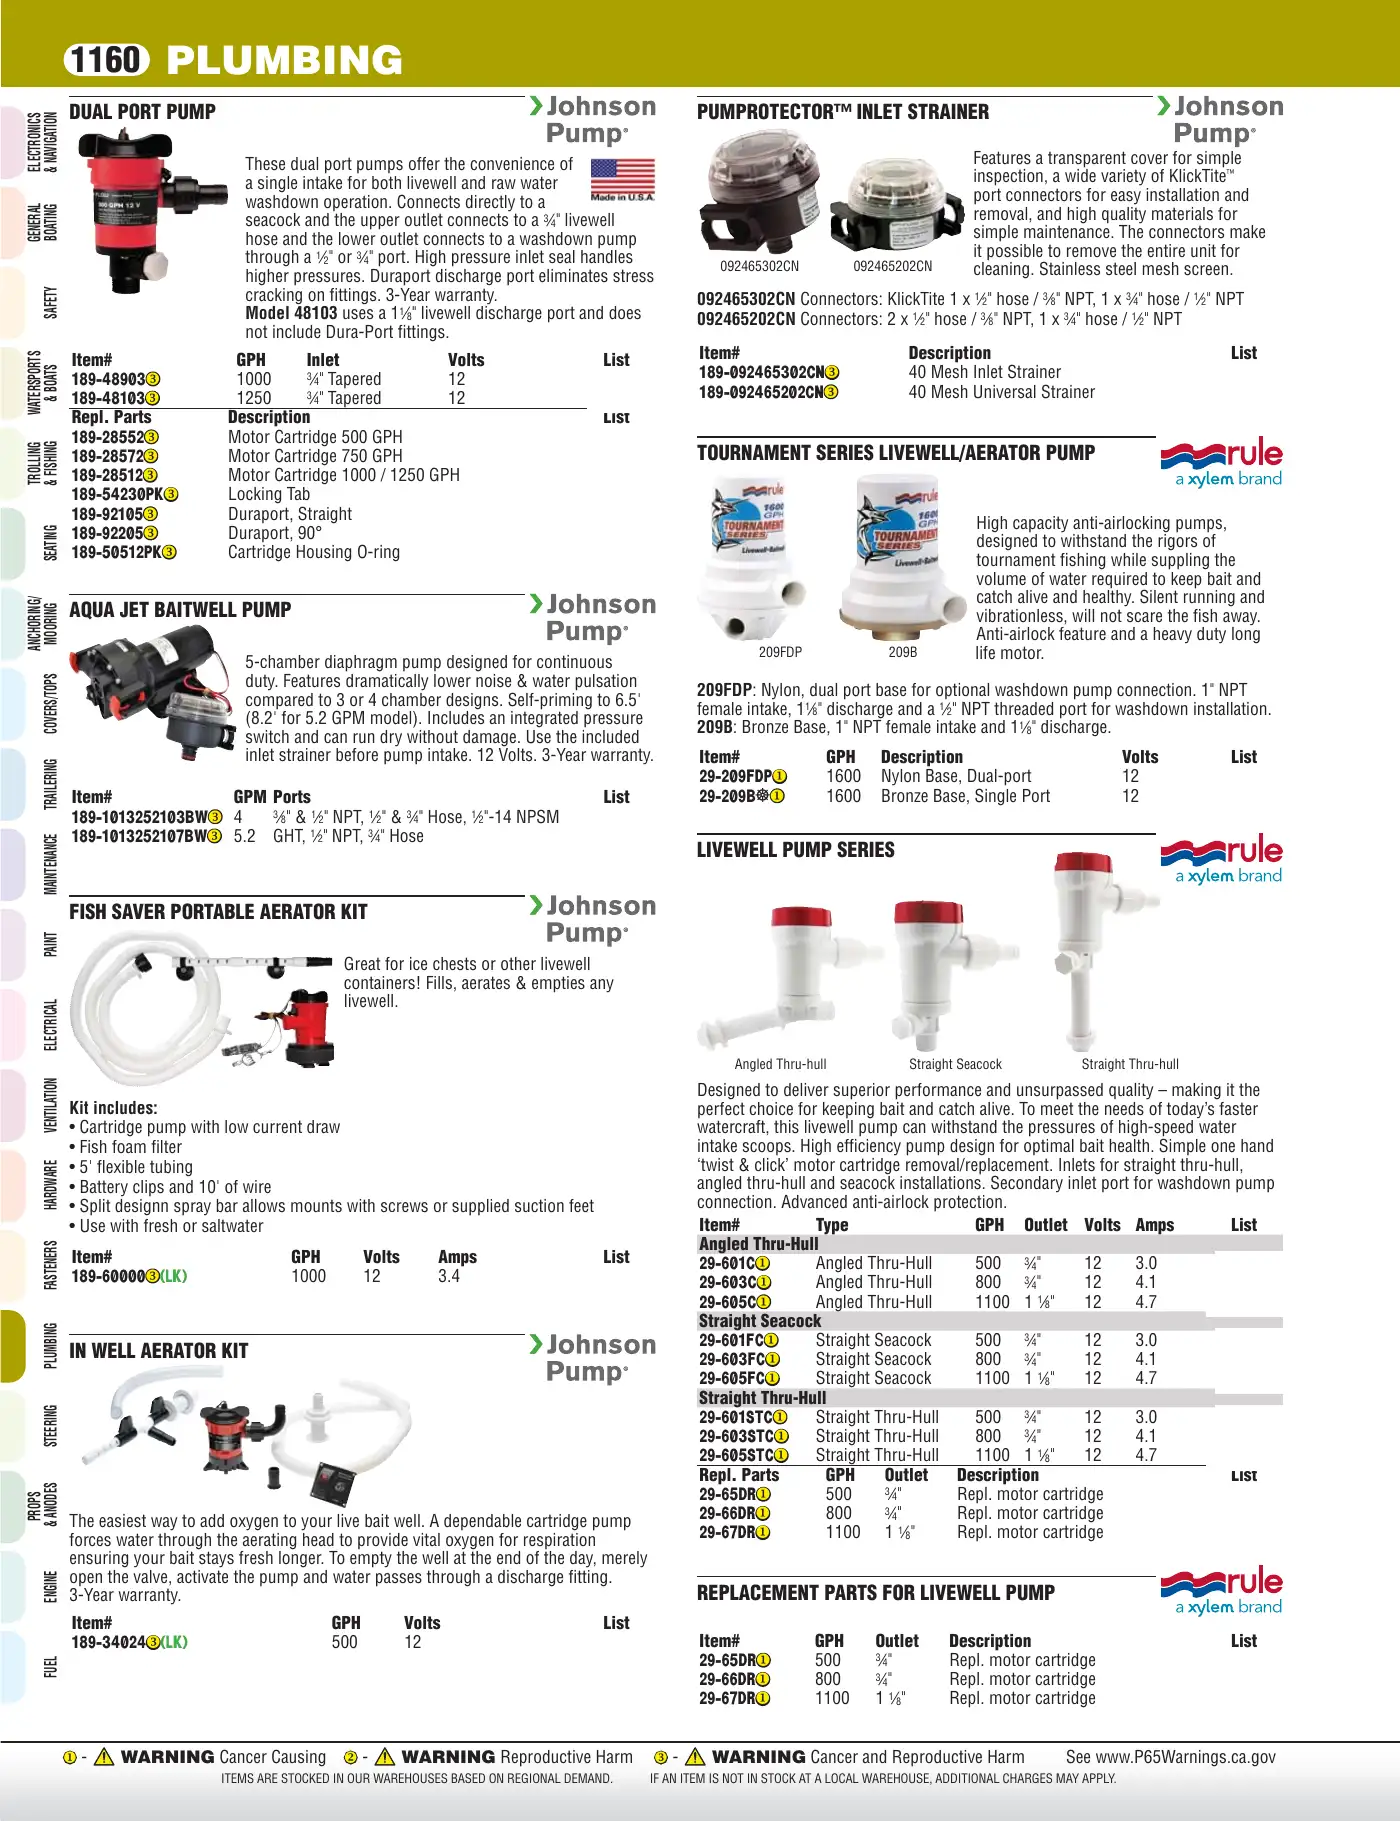 1160 PLUMBING
ELECTRONICS
& NAVIGATION
GENERAL
BOATING
SAFETY
WATERSPORTS
& BOATS
TROLLING
& FISHING
SEATING
ANCHORING/
MOORING
COVERS/TOPS
TRAILERING
MAINTENANCE
PAINT
ELECTRICAL
VENTILATION
HARDWARE
FASTENERS
PLUMBING
STEERING
PROPS
& ANODES
ENGINE
FUEL
DUAL PORT PUMP
Johnson
Pump®
These dual port pumps offer the convenience of
a single intake for both livewell and raw water
washdown operation. Connects directly to a
seacock and the upper outlet connects to a ¾" livewell
hose and the lower outlet connects to a washdown pump
through a ½" or ¾" port. High pressure inlet seal handles
higher pressures. Duraport discharge port eliminates stress
cracking on fittings. 3-Year warranty.
Model 48103 uses a 1⅛" livewell discharge port and does
not include Dura-Port fittings.
Made in U.S.A.
Item# GPH Inlet Volts List
189-48903③ 1000 ¾" Tapered 12
189-48103③ 1250 ¾" Tapered 12
Repl. Parts Description List
189-28552③ Motor Cartridge 500 GPH
189-28572③ Motor Cartridge 750 GPH
189-28512③ Motor Cartridge 1000 / 1250 GPH
189-54230PK③ Locking Tab
189-92105③ Duraport, Straight
189-92205③ Duraport, 90°
189-50512PK③ Cartridge Housing O-ring
AQUA JET BAITWELL PUMP
Johnson
Pump®
5-chamber diaphragm pump designed for continuous
duty. Features dramatically lower noise & water pulsation
compared to 3 or 4 chamber designs. Self-priming to 6.5'
(8.2' for 5.2 GPM model). Includes an integrated pressure
switch and can run dry without damage. Use the included
inlet strainer before pump intake. 12 Volts. 3-Year warranty.
Item# GPM Ports List
189-1013252103BW③ 4 ⅜" & ½" NPT, ½" & ¾" Hose, ½"-14 NPSM
189-1013252107BW③ 5.2 GHT, ½" NPT, ¾" Hose
FISH SAVER PORTABLE AERATOR KIT
Johnson
Pump®
Great for ice chests or other livewell
containers! Fills, aerates & empties any
livewell.
Kit includes:
• Cartridge pump with low current draw
• Fish foam filter
• 5' flexible tubing
• Battery clips and 10' of wire
• Split designn spray bar allows mounts with screws or supplied suction feet
• Use with fresh or saltwater
Item# GPH Volts Amps List
189-60000③(LK) 1000 12 3.4
IN WELL AERATOR KIT
Johnson
Pump®
The easiest way to add oxygen to your live bait well. A dependable cartridge pump
forces water through the aerating head to provide vital oxygen for respiration
ensuring your bait stays fresh longer. To empty the well at the end of the day, merely
open the valve, activate the pump and water passes through a discharge fitting.
3-Year warranty.
Item# GPH Volts List
189-34024③(LK) 500 12
PUMPROTECTOR™ INLET STRAINER
Johnson
Pump®
Features a transparent cover for simple
inspection, a wide variety of KlickTite™
port connectors for easy installation and
removal, and high quality materials for
simple maintenance. The connectors make
it possible to remove the entire unit for
cleaning. Stainless steel mesh screen.
092465302CN 092465202CN
092465302CN Connectors: KlickTite 1 x ½" hose / ⅜" NPT, 1 x ¾" hose / ½" NPT
092465202CN Connectors: 2 x ½" hose / ⅜" NPT, 1 x ¾" hose / ½" NPT
Item# Description List
189-092465302CN③ 40 Mesh Inlet Strainer
189-092465202CN③ 40 Mesh Universal Strainer
TOURNAMENT SERIES LIVEWELL/AERATOR PUMP
rule
a xylem brand
High capacity anti-airlocking pumps,
designed to withstand the rigors of
tournament fishing while suppling the
volume of water required to keep bait and
catch alive and healthy. Silent running and
vibrationless, will not scare the fish away.
Anti-airlock feature and a heavy duty long
life motor.
209FDP 209B
209FDP: Nylon, dual port base for optional washdown pump connection. 1" NPT
female intake, 1⅛" discharge and a ½" NPT threaded port for washdown installation.
209B: Bronze Base, 1" NPT female intake and 1⅛" discharge.
Item# GPH Description Volts List
29-209FDP① 1600 Nylon Base, Dual-port 12
29-209B☸① 1600 Bronze Base, Single Port 12
LIVEWELL PUMP SERIES
rule
a xylem brand
Angled Thru-hull Straight Seacock Straight Thru-hull
Designed to deliver superior performance and unsurpassed quality – making it the
perfect choice for keeping bait and catch alive. To meet the needs of today's faster
watercraft, this livewell pump can withstand the pressures of high-speed water
intake scoops. High efficiency pump design for optimal bait health. Simple one hand
‘twist & click’ motor cartridge removal/replacement. Inlets for straight thru-hull,
angled thru-hull and seacock installations. Secondary inlet port for washdown pump
connection. Advanced anti-airlock protection.
Item# Type GPH Outlet Volts Amps List
Angled Thru-Hull
29-601C① Angled Thru-Hull 500 ¾" 12 3.0
29-603C① Angled Thru-Hull 800 ¾" 12 4.1
29-605C① Angled Thru-Hull 1100 1 ⅛" 12 4.7
Straight Seacock
29-601FC① Straight Seacock 500 ¾" 12 3.0
29-603FC① Straight Seacock 800 ¾" 12 4.1
29-605FC① Straight Seacock 1100 1 ⅛" 12 4.7
Straight Thru-Hull
29-601STC① Straight Thru-Hull 500 ¾" 12 3.0
29-603STC① Straight Thru-Hull 800 ¾" 12 4.1
29-605STC① Straight Thru-Hull 1100 1 ⅛" 12 4.7
Repl. Parts GPH Outlet Description List
29-65DR① 500 ¾" Repl. motor cartridge
29-66DR① 800 ¾" Repl. motor cartridge
29-67DR① 1100 1 ⅛" Repl. motor cartridge
REPLACEMENT PARTS FOR LIVEWELL PUMP
rule
a xylem brand
Item# GPH Outlet Description List
29-65DR① 500 ¾" Repl. motor cartridge
29-66DR① 800 ¾" Repl. motor cartridge
29-67DR① 1100 1 ⅛" Repl. motor cartridge
① - ⚠ WARNING Cancer Causing ② - ⚠ WARNING Reproductive Harm ③ - ⚠ WARNING Cancer and Reproductive Harm See www.P65Warnings.ca.gov
ITEMS ARE STOCKED IN OUR WAREHOUSES BASED ON REGIONAL DEMAND. IF AN ITEM IS NOT IN STOCK AT A LOCAL WAREHOUSE, ADDITIONAL CHARGES MAY APPLY.